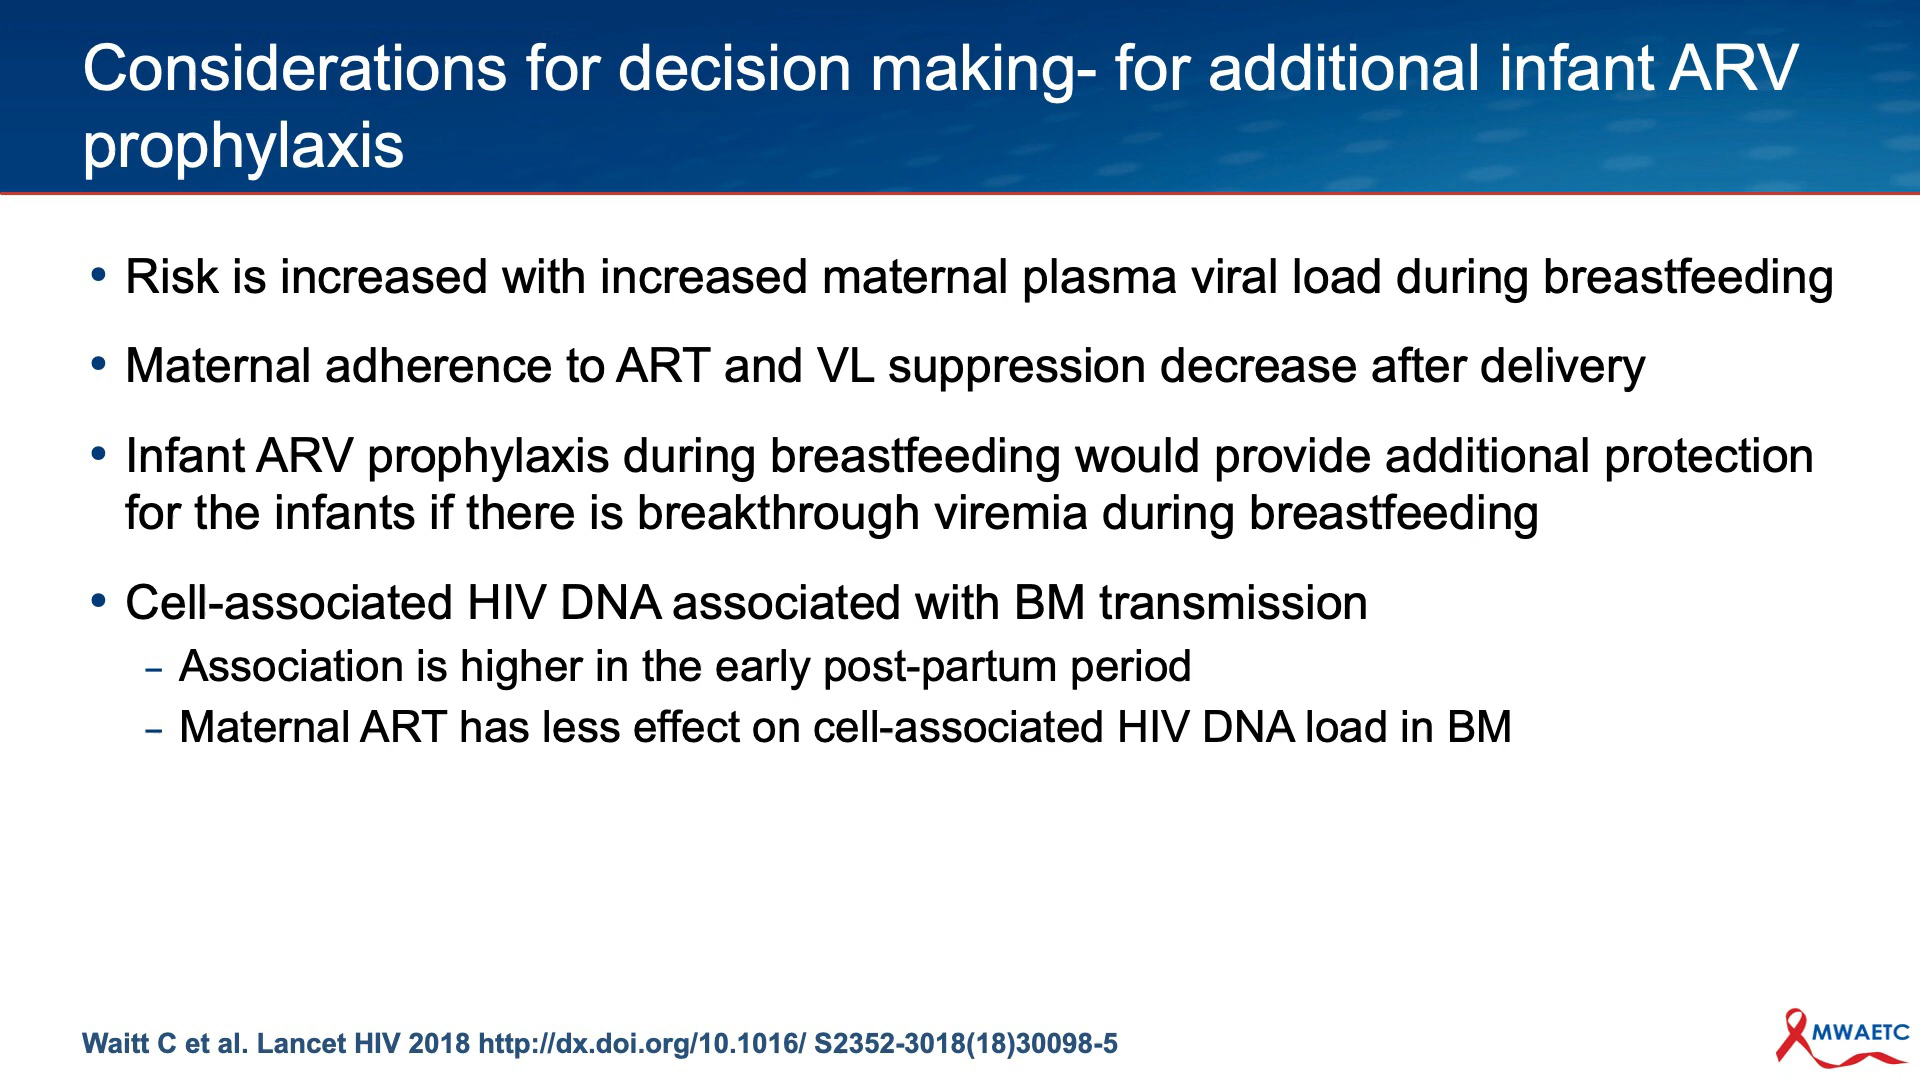 Considerations for decision making- for additional infant ARV
prophylaxis
• Risk is increased with increased maternal plasma viral load during breastfeeding
• Maternal adherence to ART and VL suppression decrease after delivery
• Infant ARV prophylaxis during breastfeeding would provide additional protection
for the infants if there is breakthrough viremia during breastfeeding
• Cell-associated HIV DNA associated with BM transmission
– Association is higher in the early post-partum period
– Maternal ART has less effect on cell-associated HIV DNA load in BM
Waitt C et al. Lancet HIV 2018 http://dx.doi.org/10.1016/ S2352-3018(18)30098-5
MWAETC